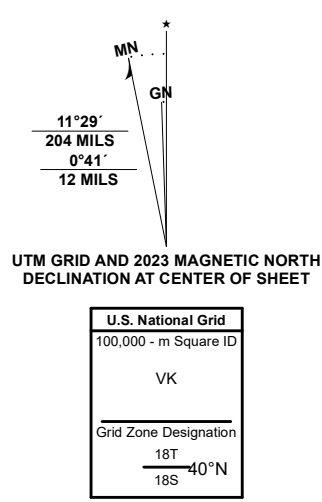 MN
GN
11°29´
204 MILS
0°41´
12 MILS
UTM GRID AND 2023 MAGNETIC NORTH
DECLINATION AT CENTER OF SHEET
U.S. National Grid
100,000 - m Square ID
VK
Grid Zone Designation
18T
40°N
18S